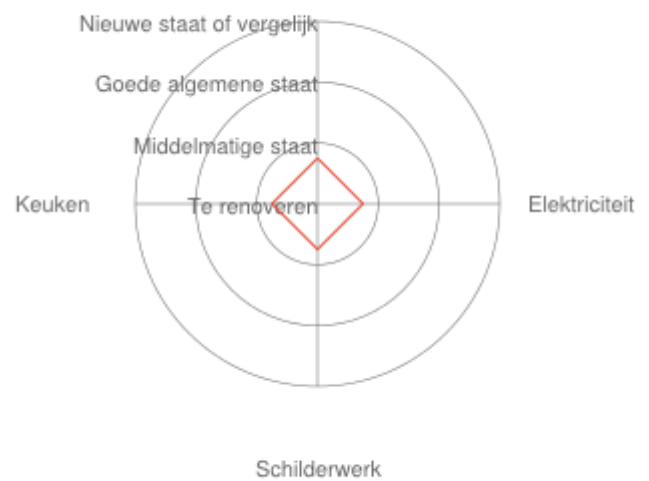 Nieuwe staat of vergelijk
Goede algemene staat
Middelmatige staat
Keuken
Te renoveren
Elektriciteit
Schilderwerk